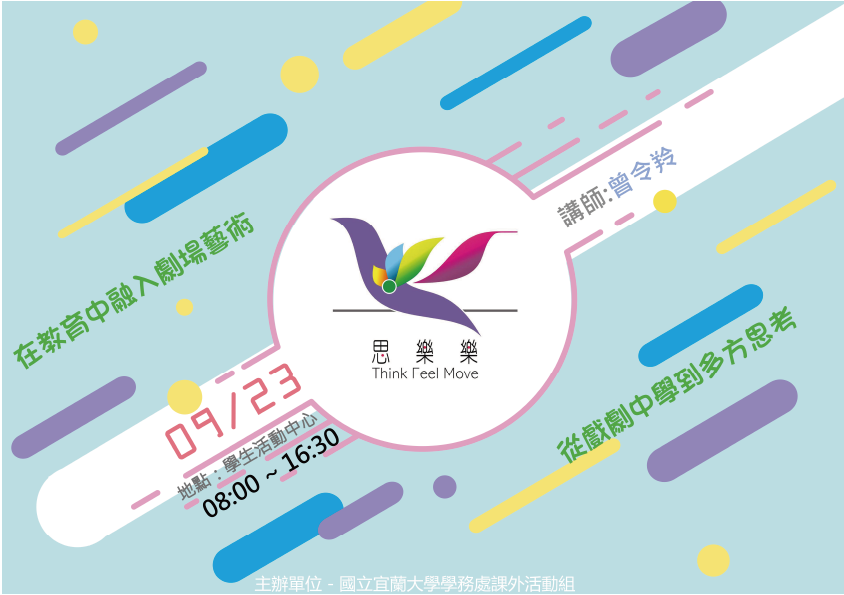 講師:曾令羚
在教育中融入劇場藝術
思樂樂
Think Feel Move
從戲劇中學到多方思考
09/23
地點：學生活動中心
08:00 ~ 16:30
主辦單位 - 國立宜蘭大學學務處課外活動組